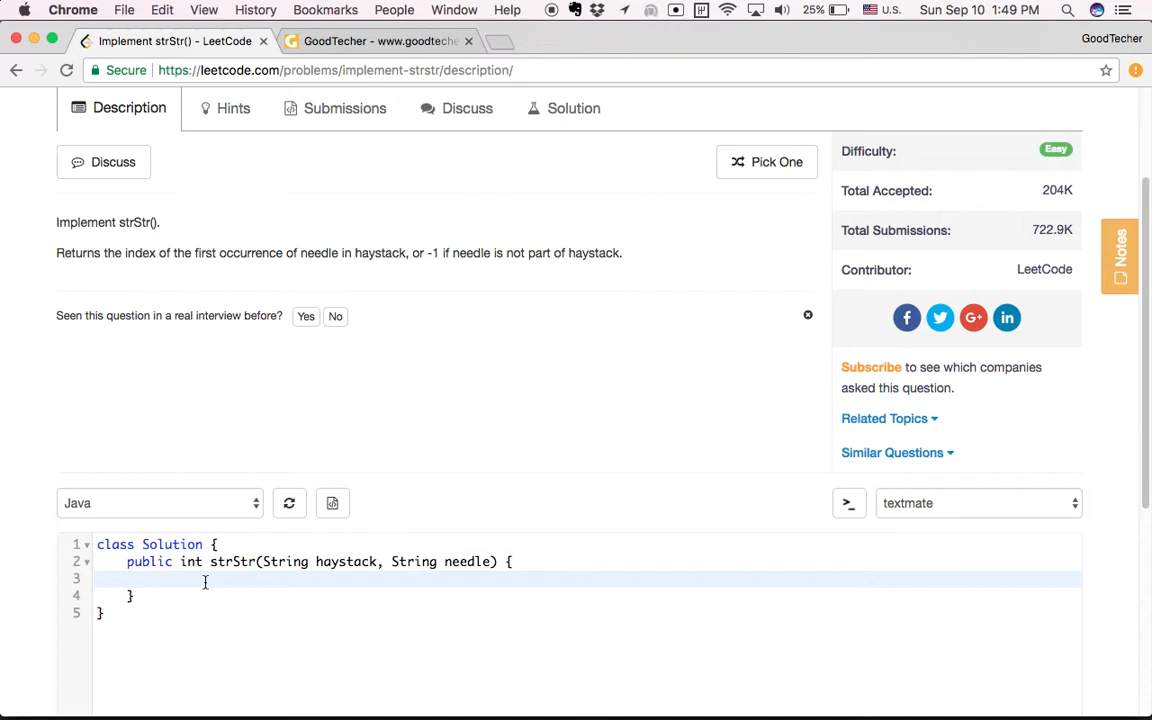 Chrome File Edit View History Bookmarks People Window Help 25% U.S. Sun Sep 10 1:49 PM
Implement strStr() - LeetCode GoodTecher - www.goodteche GoodTecher
Secure https://leetcode.com/problems/implement-strstr/description/
Description Hints Submissions Discuss Solution
Discuss Pick One
Difficulty: Easy
Total Accepted: 204K
Implement strStr().
Total Submissions: 722.9K
Returns the index of the first occurrence of needle in haystack, or -1 if needle is not part of haystack.
Contributor: LeetCode
Notes
Seen this question in a real interview before? Yes No
Subscribe to see which companies
asked this question.
Related Topics
Similar Questions
Java >_ textmate
1 class Solution {
2 public int strStr(String haystack, String needle) {
3
4 }
5 }